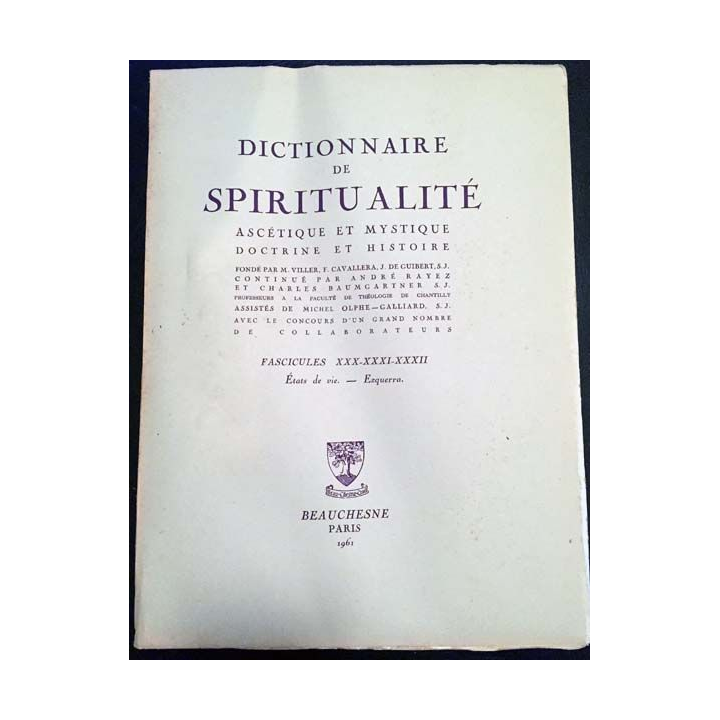 DICTIONNAIRE
DE
SPIRITUALITÉ
ASCÉTIQUE ET MYSTIQUE
DOCTRINE ET HISTOIRE
FONDÉ PAR M. VILLER, F. CAVALLERA, J. DE GUIBERT, S.J.
CONTINUÉ PAR ANDRÉ RAYEZ
ET CHARLES BAUMGARTNER S.J.
PROFESSEURS A LA FACULTÉ DE THÉOLOGIE DE CHANTILLY
ASSISTÉS DE MICHEL OLPHE—GALLIARD, S.J.
AVEC LE CONCOURS D'UN GRAND NOMBRE
DE COLLABORATEURS
FASCICULES XXX-XXXI-XXXII
États de vie. — Ezquerra.
BEAUCHESNE
PARIS
1961